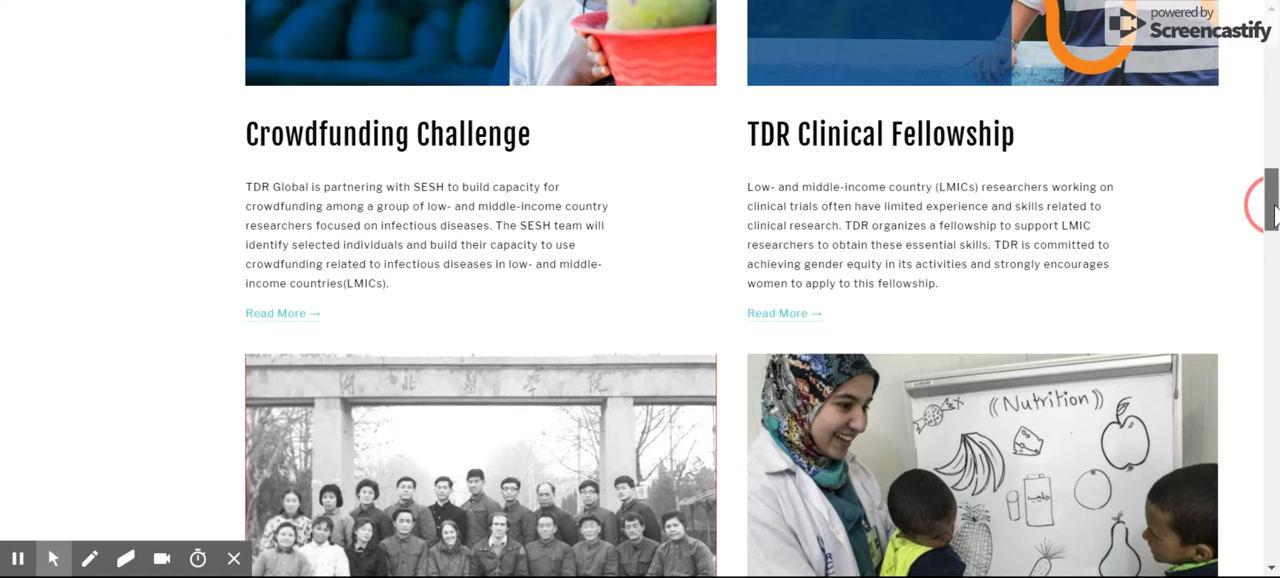 powered by
Screencastify
Crowdfunding Challenge
TDR Global is partnering with SESH to build capacity for
crowdfunding among a group of low- and middle-income country
researchers focused on infectious diseases. The SESH team will
identify selected individuals and build their capacity to use
crowdfunding related to infectious diseases in low- and middle-
income countries(LMICs).
Read More →
TDR Clinical Fellowship
Low- and middle-income country (LMICs) researchers working on
clinical trials often have limited experience and skills related to
clinical research. TDR organizes a fellowship to support LMIC
researchers to obtain these essential skills. TDR is committed to
achieving gender equity in its activities and strongly encourages
women to apply to this fellowship.
Read More →
((Nutrition))